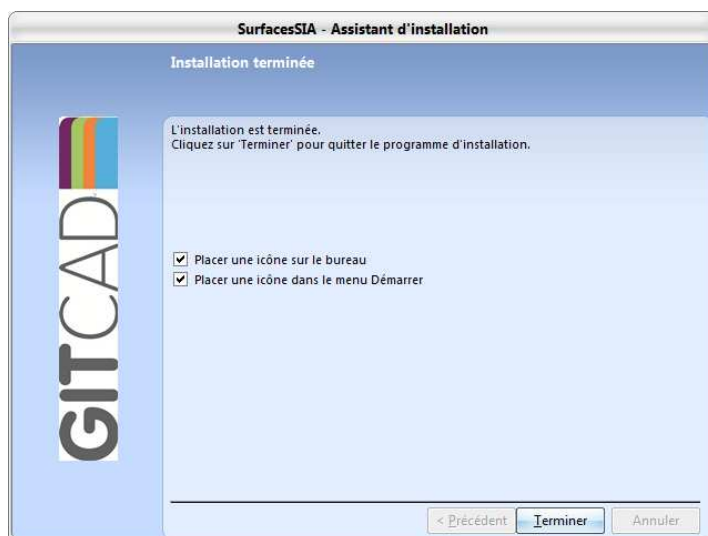 SurfacesSIA - Assistant d'installation
Installation terminée
GITCAD
L'installation est terminée.
Cliquez sur 'Terminer' pour quitter le programme d'installation.
Placer une icône sur le bureau
Placer une icône dans le menu Démarrer
< Précédent
Terminer
Annuler